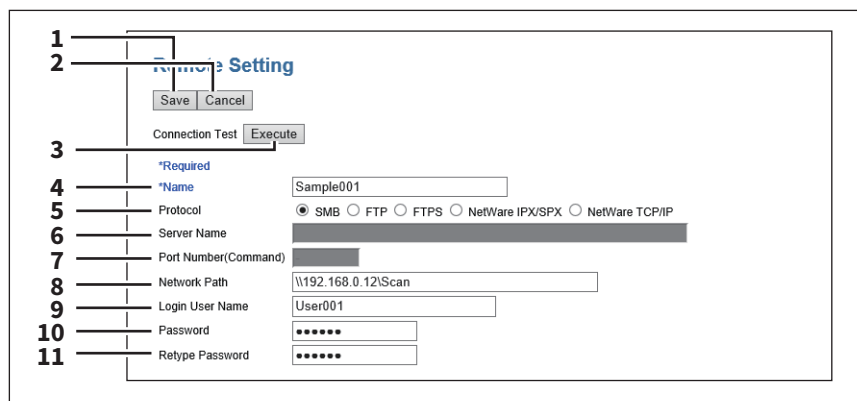 1
2
Remote Setting
Save Cancel
3
Connection Test Execute
*Required
4 *Name Sample001
5 Protocol SMB FTP FTPS NetWare IPX/SPX NetWare TCP/IP
6 Server Name
7 Port Number(Command) -
8 Network Path \\192.168.0.12\Scan
9 Login User Name User001
10 Password ••••••
11 Retype Password ••••••